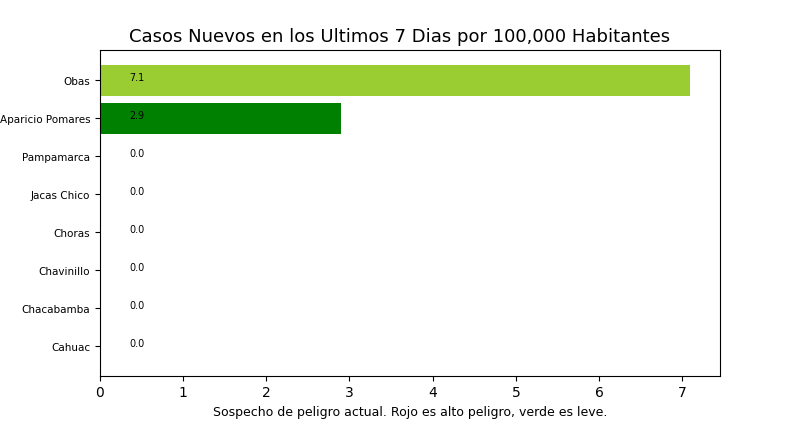 Casos Nuevos en los Ultimos 7 Dias por 100,000 Habitantes
Obas 7.1
Aparicio Pomares 2.9
Pampamarca 0.0
Jacas Chico 0.0
Choras 0.0
Chavinillo 0.0
Chacabamba 0.0
Cahuac 0.0
0 1 2 3 4 5 6 7
Sospecho de peligro actual. Rojo es alto peligro, verde es leve.